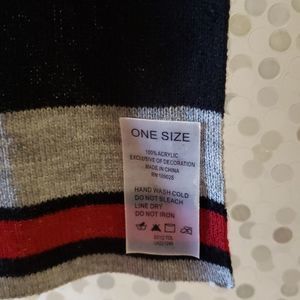 ONE SIZE
100% ACRYLIC
EXCLUSIVE OF DECORATION
MADE IN CHINA
HAND WASH COLD
DO NOT BLEACH
LINE DRY
DO NOT IRON